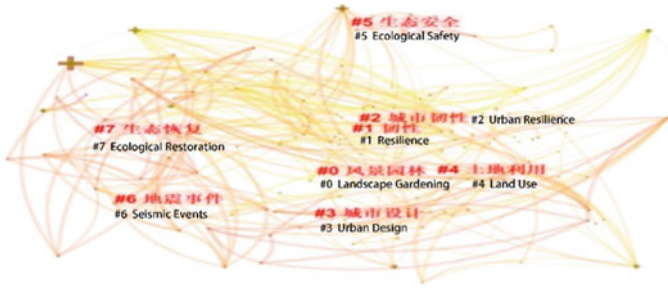 #5 生态安全
#5 Ecological Safety
#2 城市韧性 #2 Urban Resilience
#1 韧性
#1 Resilience
#7 生态恢复
#7 Ecological Restoration
#0 风景园林 #4 土地利用
#0 Landscape Gardening #4 Land Use
#6 地震事件
#6 Seismic Events
#3 城市设计
#3 Urban Design